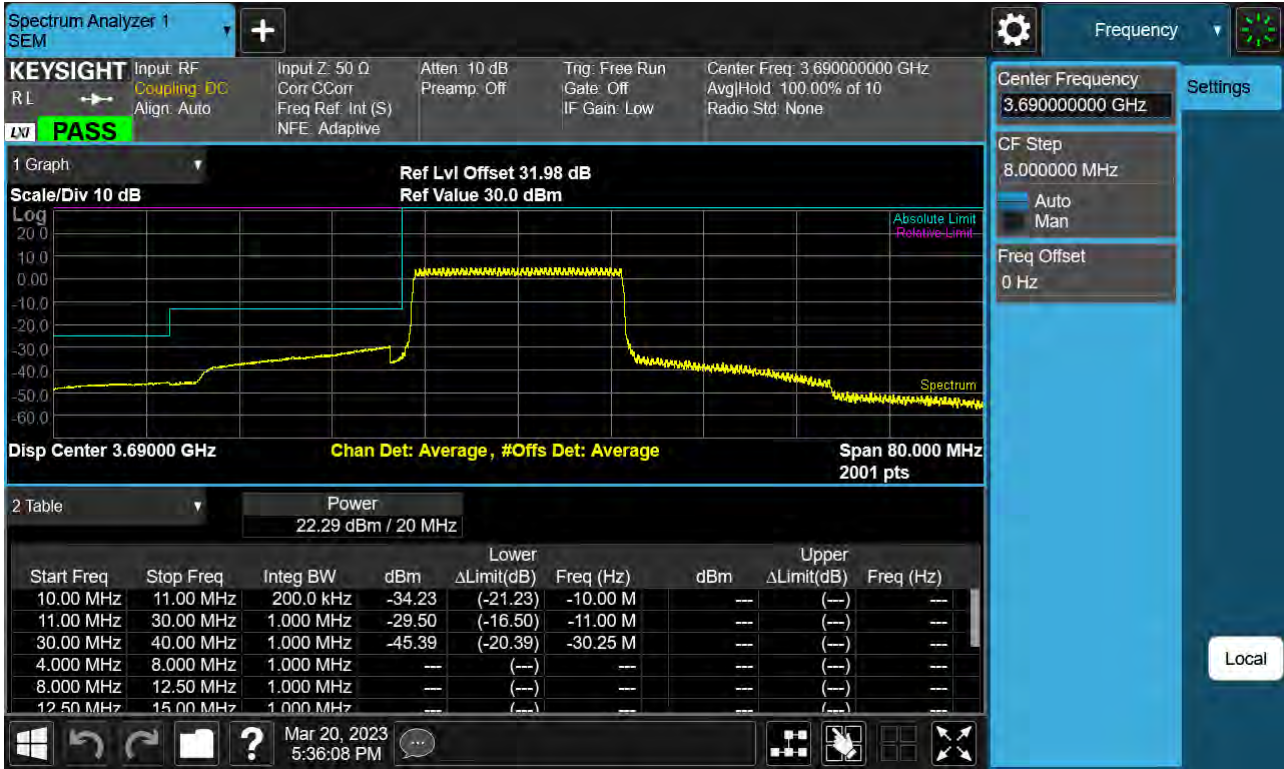 Spectrum Analyzer 1
SEM
+
Frequency
KEYSIGHT
RL
LXI
PASS
Input: RF
Coupling: DC
Align: Auto
Input Z: 50 Ω
Corr CCorr
Freq Ref: Int (S)
NFE: Adaptive
Atten: 10 dB
Preamp: Off
Trig: Free Run
Gate: Off
IF Gain: Low
Center Freq: 3.690000000 GHz
Avg|Hold: 100.00% of 10
Radio Std: None
Center Frequency
3.690000000 GHz
Settings
CF Step
8.000000 MHz
Auto
Man
Freq Offset
0 Hz
Local
1 Graph
Scale/Div 10 dB
Ref Lvl Offset 31.98 dB
Ref Value 30.0 dBm
Log
20.0
10.0
0.00
-10.0
-20.0
-30.0
-40.0
-50.0
-60.0
Absolute Limit
Relative Limit
Spectrum
Disp Center 3.69000 GHz
Chan Det: Average, #Offs Det: Average
Span 80.000 MHz
2001 pts
2 Table
Power
22.29 dBm / 20 MHz
Lower Upper
Start Freq Stop Freq Integ BW dBm ΔLimit(dB) Freq (Hz) dBm ΔLimit(dB) Freq (Hz)
10.00 MHz 11.00 MHz 200.0 kHz -34.23 (-21.23) -10.00 M --- (---) ---
11.00 MHz 30.00 MHz 1.000 MHz -29.50 (-16.50) -11.00 M --- (---) ---
30.00 MHz 40.00 MHz 1.000 MHz -45.39 (-20.39) -30.25 M --- (---) ---
4.000 MHz 8.000 MHz 1.000 MHz --- (---) --- --- (---) ---
8.000 MHz 12.50 MHz 1.000 MHz --- (---) --- --- (---) ---
12.50 MHz 15.00 MHz 1.000 MHz --- (---) --- --- (---) ---
?
Mar 20, 2023
5:36:08 PM